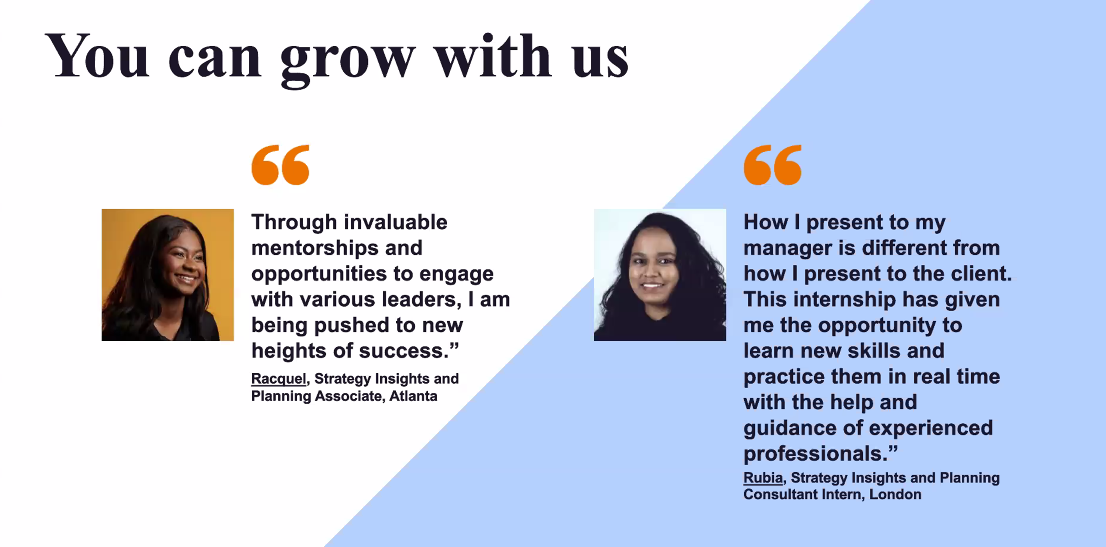 You can grow with us
“
Through invaluable
mentorships and
opportunities to engage
with various leaders, I am
being pushed to new
heights of success.”
Racquel, Strategy Insights and
Planning Associate, Atlanta
“
How I present to my
manager is different from
how I present to the client.
This internship has given
me the opportunity to
learn new skills and
practice them in real time
with the help and
guidance of experienced
professionals.”
Rubia, Strategy Insights and Planning
Consultant Intern, London